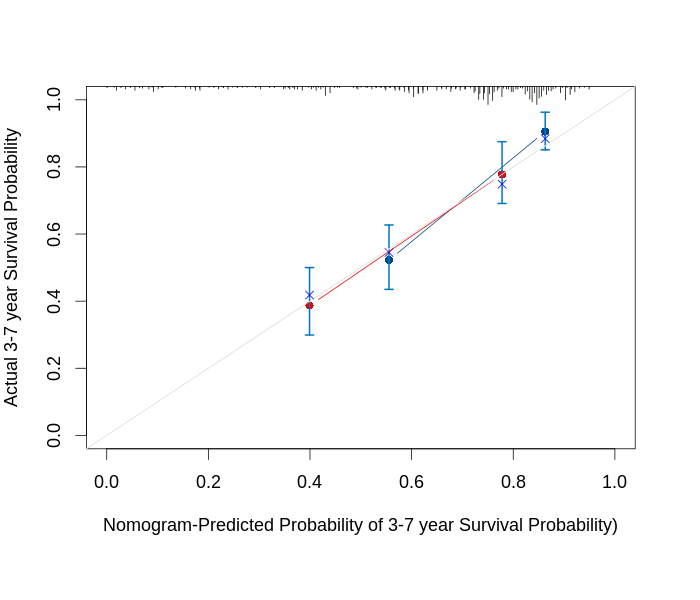 Actual 3-7 year Survival Probability
1.0
0.8
0.6
0.4
0.2
0.0
0.0 0.2 0.4 0.6 0.8 1.0
Nomogram-Predicted Probability of 3-7 year Survival Probability)